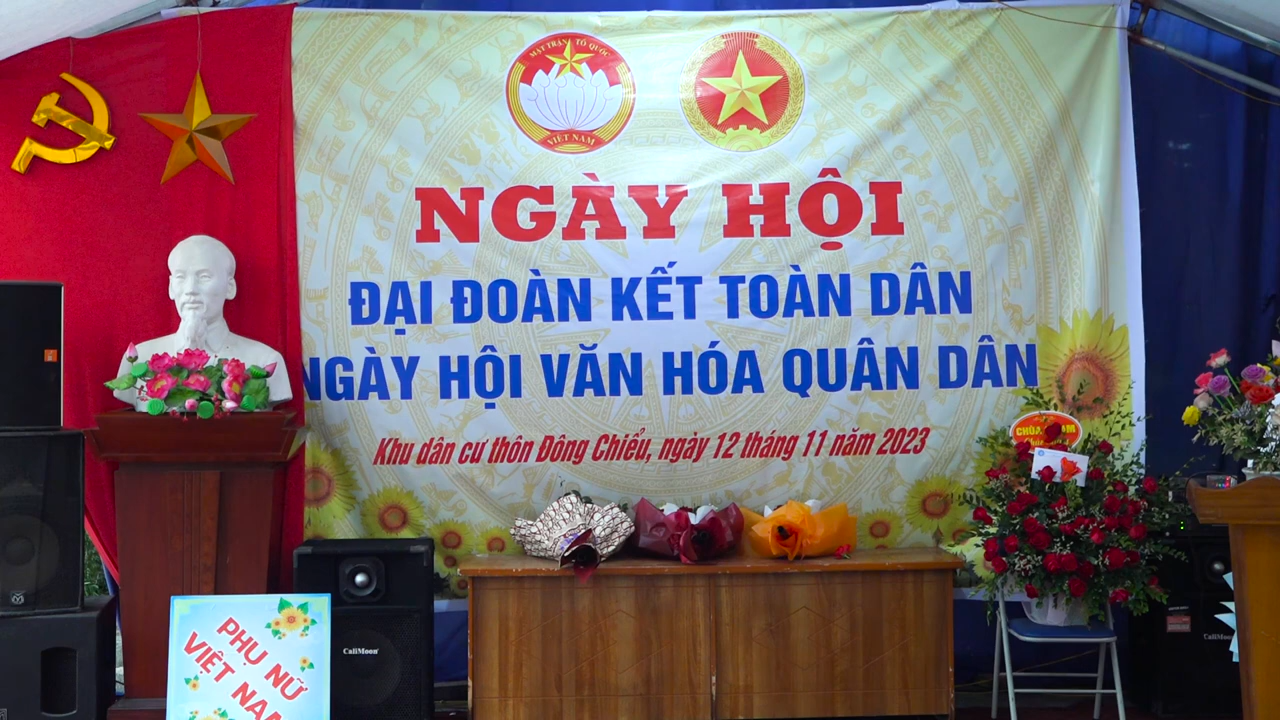 MẶT TRẬN TỔ QUỐC
VIỆT NAM
NGÀY HỘI
ĐẠI ĐOÀN KẾT TOÀN DÂN
NGÀY HỘI VĂN HÓA QUÂN DÂN
Khu dân cư thôn Đông Chiểu, ngày 12 tháng 11 năm 2023
PHỤ NỮ
VIỆT NAM
CaliMoon
CaliMoon